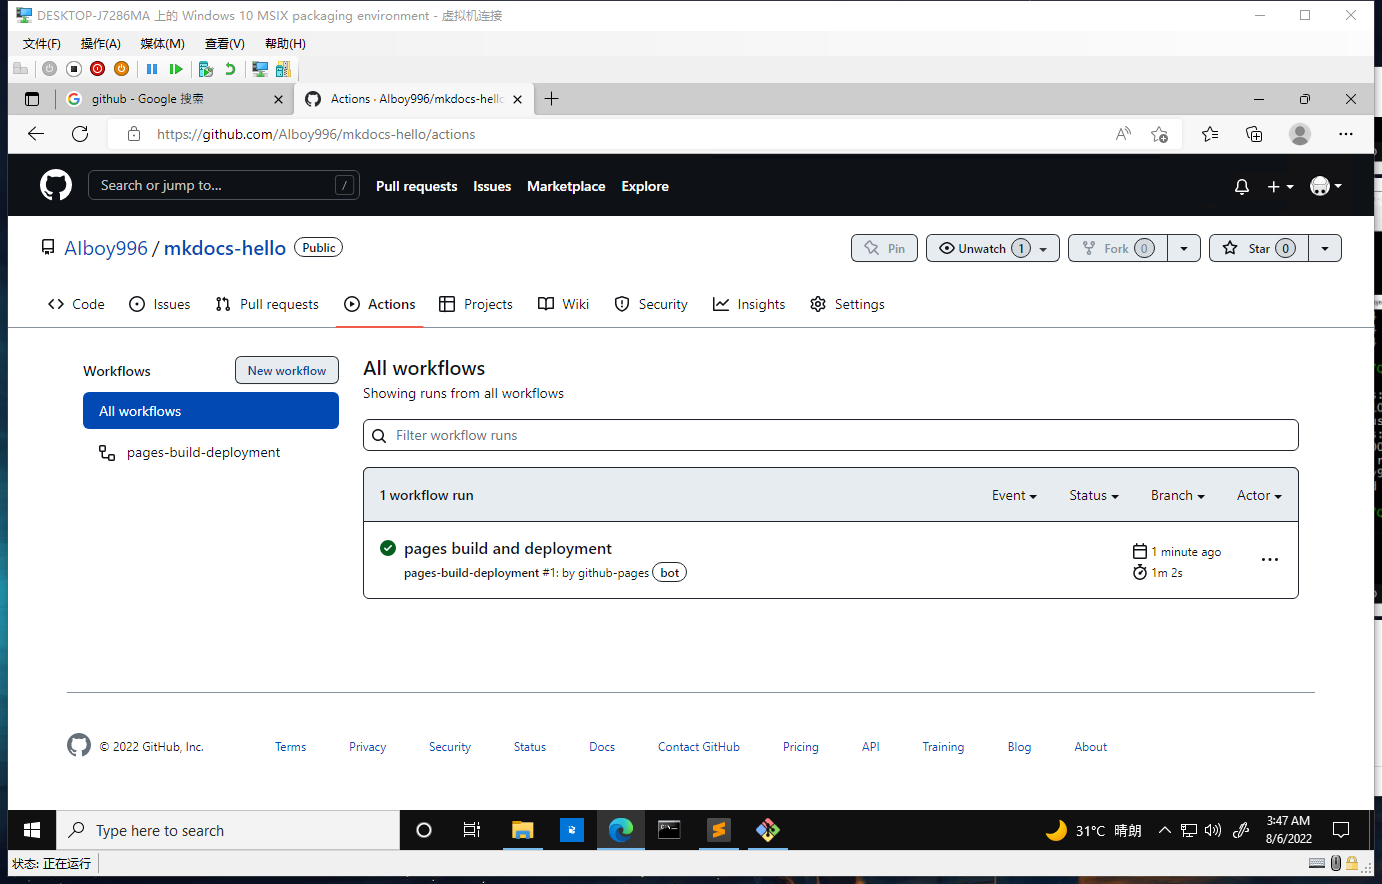 DESKTOP-J7286MA 上的 Windows 10 MSIX packaging environment - 虚拟机连接
文件(F) 操作(A) 媒体(M) 查看(V) 帮助(H)
github - Google 搜索
Actions · AIboy996/mkdocs-hello
https://github.com/AIboy996/mkdocs-hello/actions
Search or jump to...
/
Pull requests Issues Marketplace Explore
AIboy996 / mkdocs-hello Public
Pin Unwatch 1 Fork 0 Star 0
Code Issues Pull requests Actions Projects Wiki Security Insights Settings
Workflows New workflow
All workflows
pages-build-deployment
All workflows
Showing runs from all workflows
Filter workflow runs
1 workflow run Event Status Branch Actor
pages build and deployment
pages-build-deployment #1: by github-pages bot
1 minute ago
1m 2s
© 2022 GitHub, Inc. Terms Privacy Security Status Docs Contact GitHub Pricing API Training Blog About
Type here to search
31°C 晴朗
3:47 AM
8/6/2022
状态: 正在运行